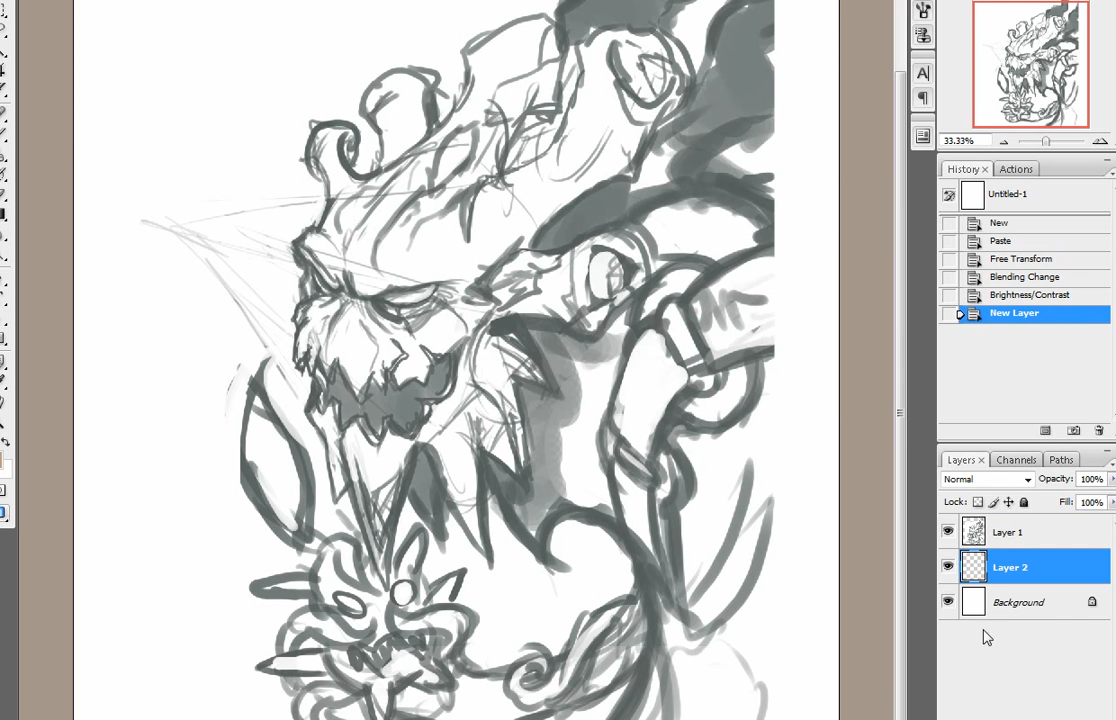 A
33.33%
History × Actions
Untitled-1
New
Paste
Free Transform
Blending Change
Brightness/Contrast
New Layer
Layers × Channels Paths
Normal Opacity: 100%
Lock: Fill: 100%
Layer 1
Layer 2
Background